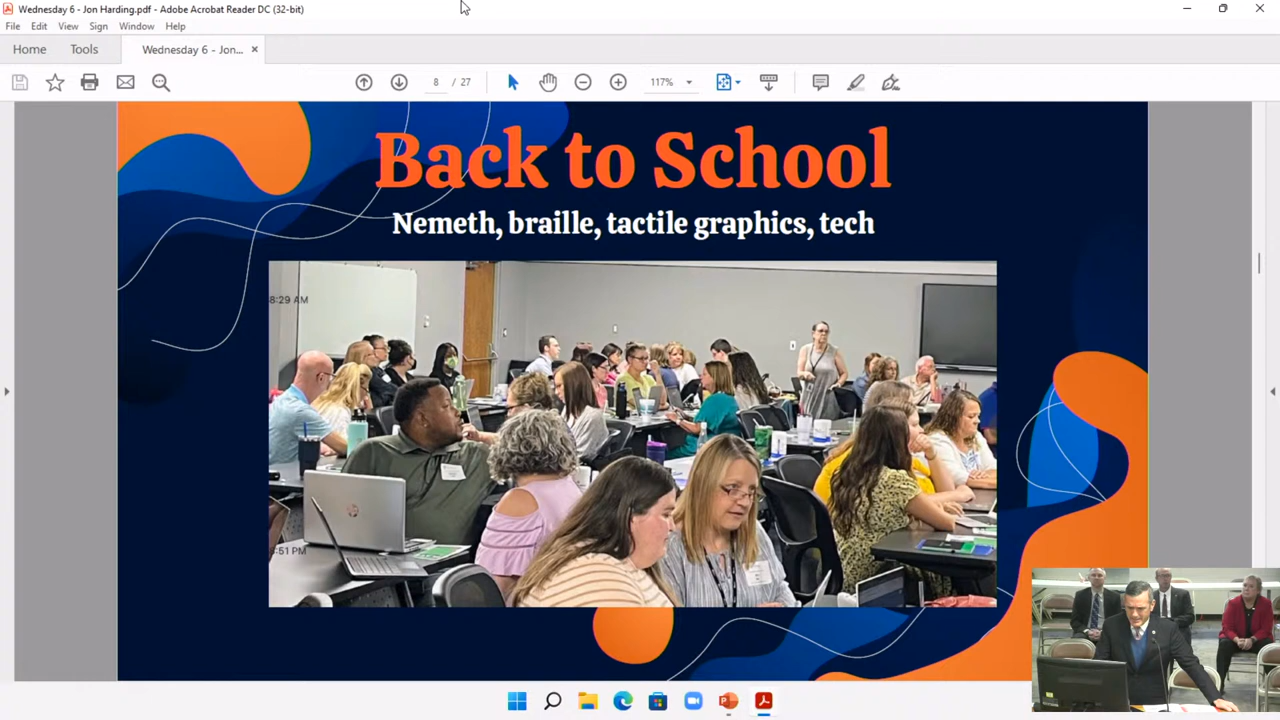 Wednesday 6 - Jon Harding.pdf - Adobe Acrobat Reader DC (32-bit)
File Edit View Sign Window Help
Home Tools Wednesday 6 - Jon... ×
8 / 27 117%
Back to School
Nemeth, braille, tactile graphics, tech
8:29 AM
:51 PM